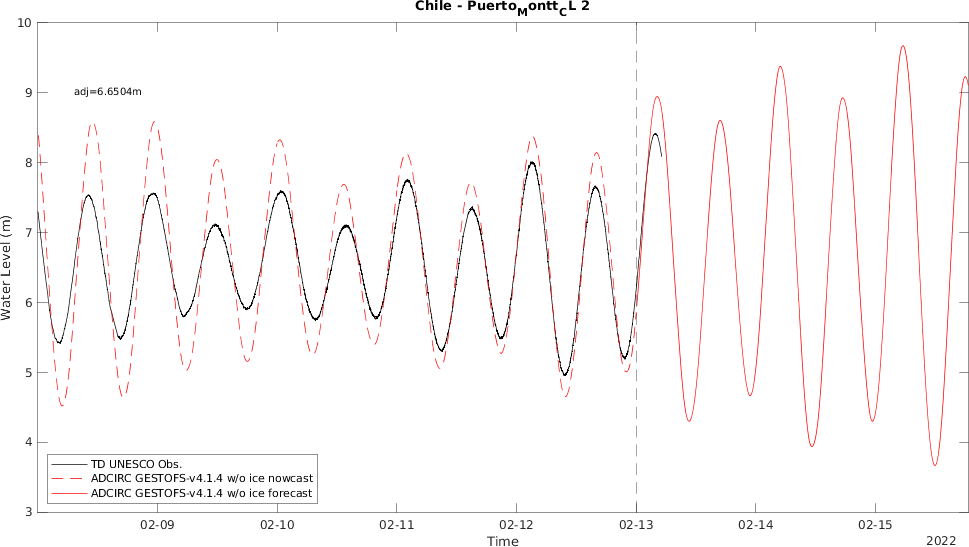 Chile - Puerto_Montt_CL 2
10
9
8
7
6
5
4
3
Water Level (m)
adj=6.6504m
TD UNESCO Obs.
ADCIRC GESTOFS-v4.1.4 w/o ice nowcast
ADCIRC GESTOFS-v4.1.4 w/o ice forecast
02-09
02-10
02-11
02-12
02-13
02-14
02-15
Time
2022